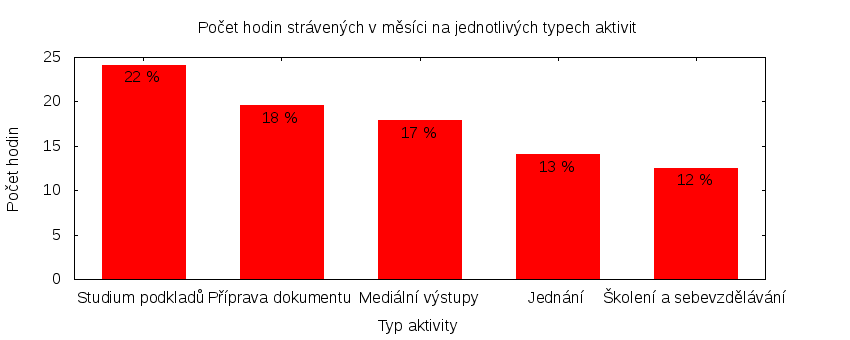 Počet hodin strávených v měsíci na jednotlivých typech aktivit
Počet hodin
25
20
15
10
5
0
22 %
18 %
17 %
13 %
12 %
Studium podkladů Příprava dokumentu Mediální výstupy Jednání Školení a sebevzdělávání
Typ aktivity